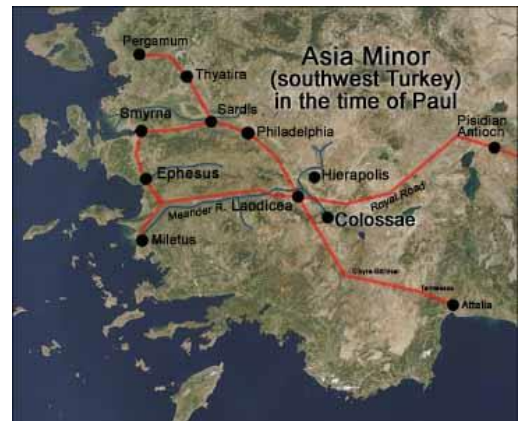 Asia Minor
(southwest Turkey)
in the time of Paul
Pergamum
Thyatira
Smyrna
Sardis
Philadelphia
Pisidian
Antioch
Hierapolis
Ephesus
Royal Road
Meander R.
Laodicea
Colossae
Miletus
Attalia